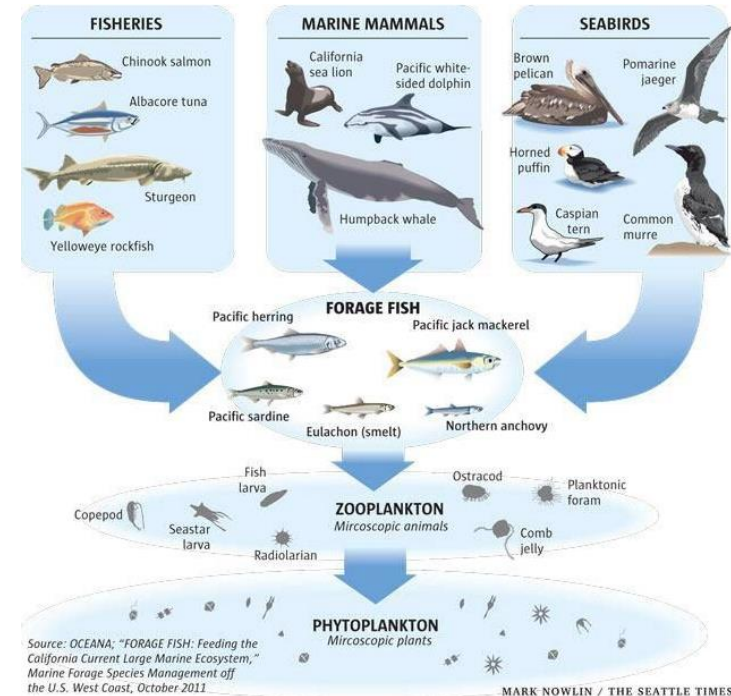 FISHERIES
Chinook salmon
Albacore tuna
Sturgeon
Yelloweye rockfish
MARINE MAMMALS
California
sea lion
Pacific white-
sided dolphin
Humpback whale
SEABIRDS
Brown
pelican
Pomarine
jaeger
Horned
puffin
Caspian
tern
Common
murre
FORAGE FISH
Pacific herring
Pacific jack mackerel
Pacific sardine
Eulachon (smelt)
Northern anchovy
Fish
larva
Ostracod
Planktonic
foram
Copepod
Seastar
larva
ZOOPLANKTON
Mircoscopic animals
Radiolarian
Comb
jelly
PHYTOPLANKTON
Mircoscopic plants
Source: OCEANA; "FORAGE FISH: Feeding the
California Current Large Marine Ecosystem,"
Marine Forage Species Management off
the U.S. West Coast, October 2011
MARK NOWLIN / THE SEATTLE TIMES